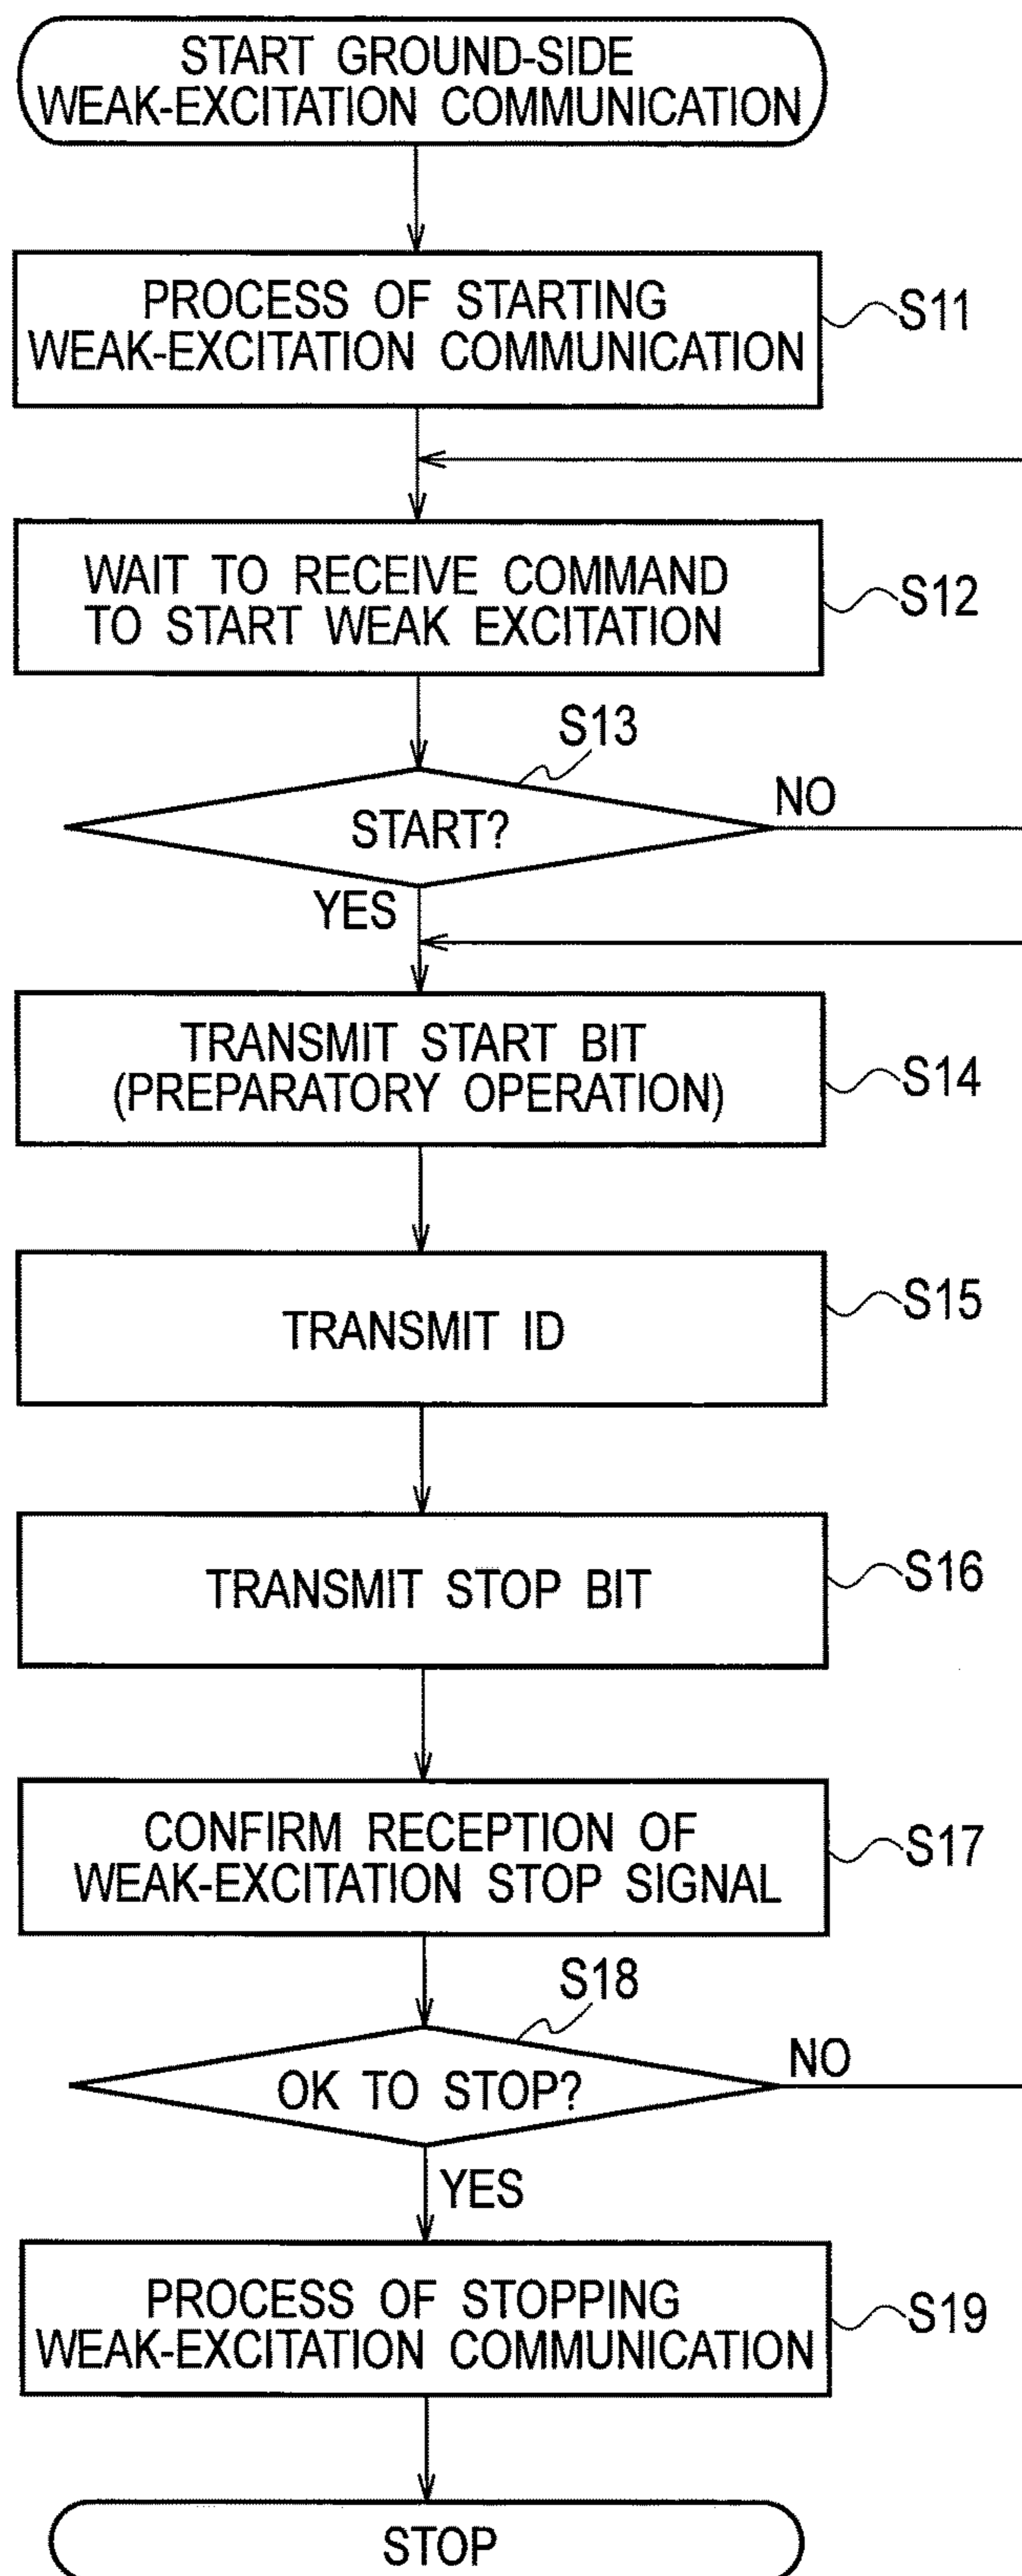 START GROUND-SIDE
WEAK-EXCITATION COMMUNICATION
PROCESS OF STARTING
WEAK-EXCITATION COMMUNICATION
S11
WAIT TO RECEIVE COMMAND
TO START WEAK EXCITATION
S12
S13
START?
NO
YES
TRANSMIT START BIT
(PREPARATORY OPERATION)
S14
TRANSMIT ID
S15
TRANSMIT STOP BIT
S16
CONFIRM RECEPTION OF
WEAK-EXCITATION STOP SIGNAL
S17
S18
OK TO STOP?
NO
YES
PROCESS OF STOPPING
WEAK-EXCITATION COMMUNICATION
S19
STOP